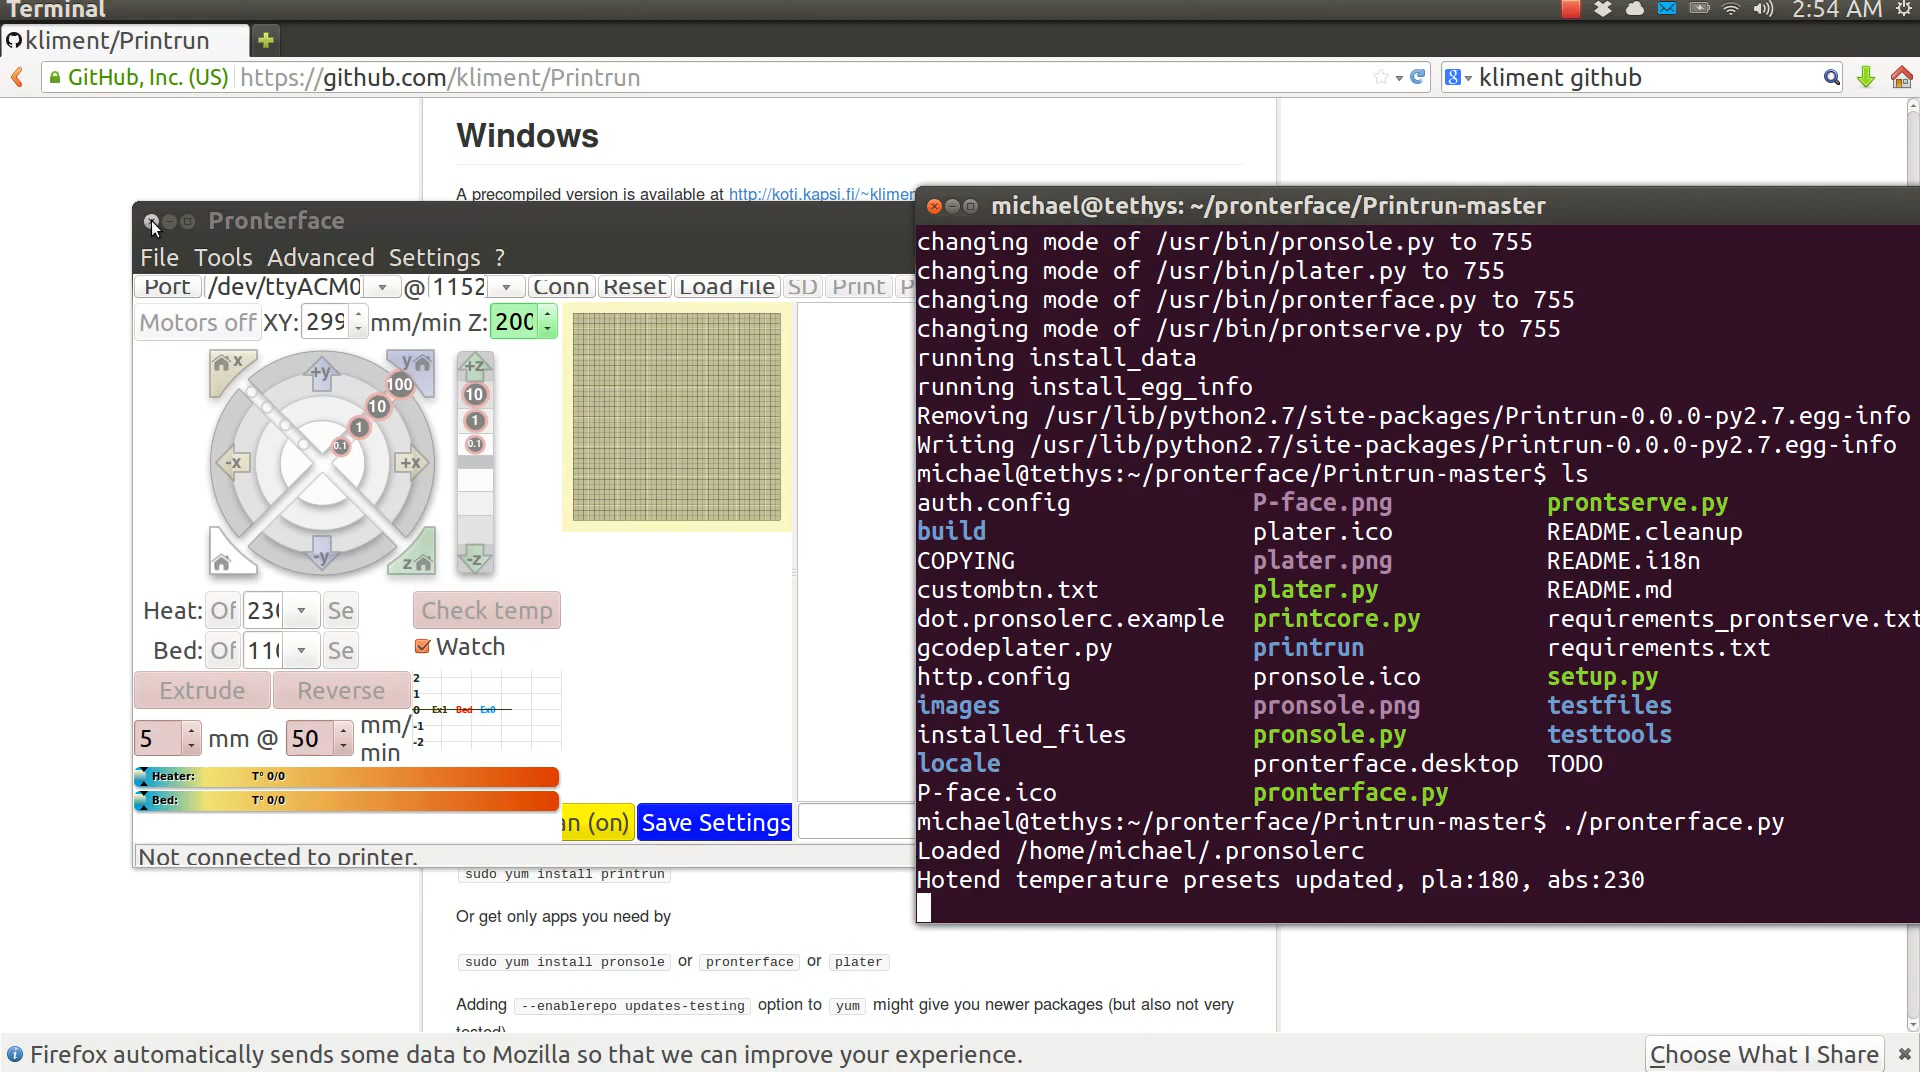 Terminal
2:54 AM
kliment/Printrun
GitHub, Inc. (US)
https://github.com/kliment/Printrun
8
kliment github
Windows
A precompiled version is available at http://koti.kapsi.fi/~klimen
Pronterface
File Tools Advanced Settings ?
Port /dev/ttyACM0 @ 1152 Conn Reset Load file SD Print P
Motors off XY: 299 mm/min Z: 200
x +y y +z
100 10
10 1
1 0.1
0.1
-x +x
-y z -z
Heat: Of 230 Se Check temp
Bed: Of 110 Se Watch
Extrude Reverse
5 mm @ 50 mm/
min
2
1
0 Ex1 Bed Ex0
-1
-2
Heater: T° 0/0
Bed: T° 0/0
an (on) Save Settings
Not connected to printer.
michael@tethys: ~/pronterface/Printrun-master
changing mode of /usr/bin/pronsole.py to 755
changing mode of /usr/bin/plater.py to 755
changing mode of /usr/bin/pronterface.py to 755
changing mode of /usr/bin/prontserve.py to 755
running install_data
running install_egg_info
Removing /usr/lib/python2.7/site-packages/Printrun-0.0.0-py2.7.egg-info
Writing /usr/lib/python2.7/site-packages/Printrun-0.0.0-py2.7.egg-info
michael@tethys:~/pronterface/Printrun-master$ ls
auth.config P-face.png prontserve.py
build plater.ico README.cleanup
COPYING plater.png README.i18n
custombtn.txt plater.py README.md
dot.pronsolerc.example printcore.py requirements_prontserve.txt
gcodeplater.py printrun requirements.txt
http.config pronsole.ico setup.py
images pronsole.png testfiles
installed_files pronsole.py testtools
locale pronterface.desktop TODO
P-face.ico pronterface.py
michael@tethys:~/pronterface/Printrun-master$ ./pronterface.py
Loaded /home/michael/.pronsolerc
Hotend temperature presets updated, pla:180, abs:230
sudo yum install printrun
Or get only apps you need by
sudo yum install pronsole or pronterface or plater
Adding --enablerepo updates-testing option to yum might give you newer packages (but also not very
tested)
Firefox automatically sends some data to Mozilla so that we can improve your experience.
Choose What I Share